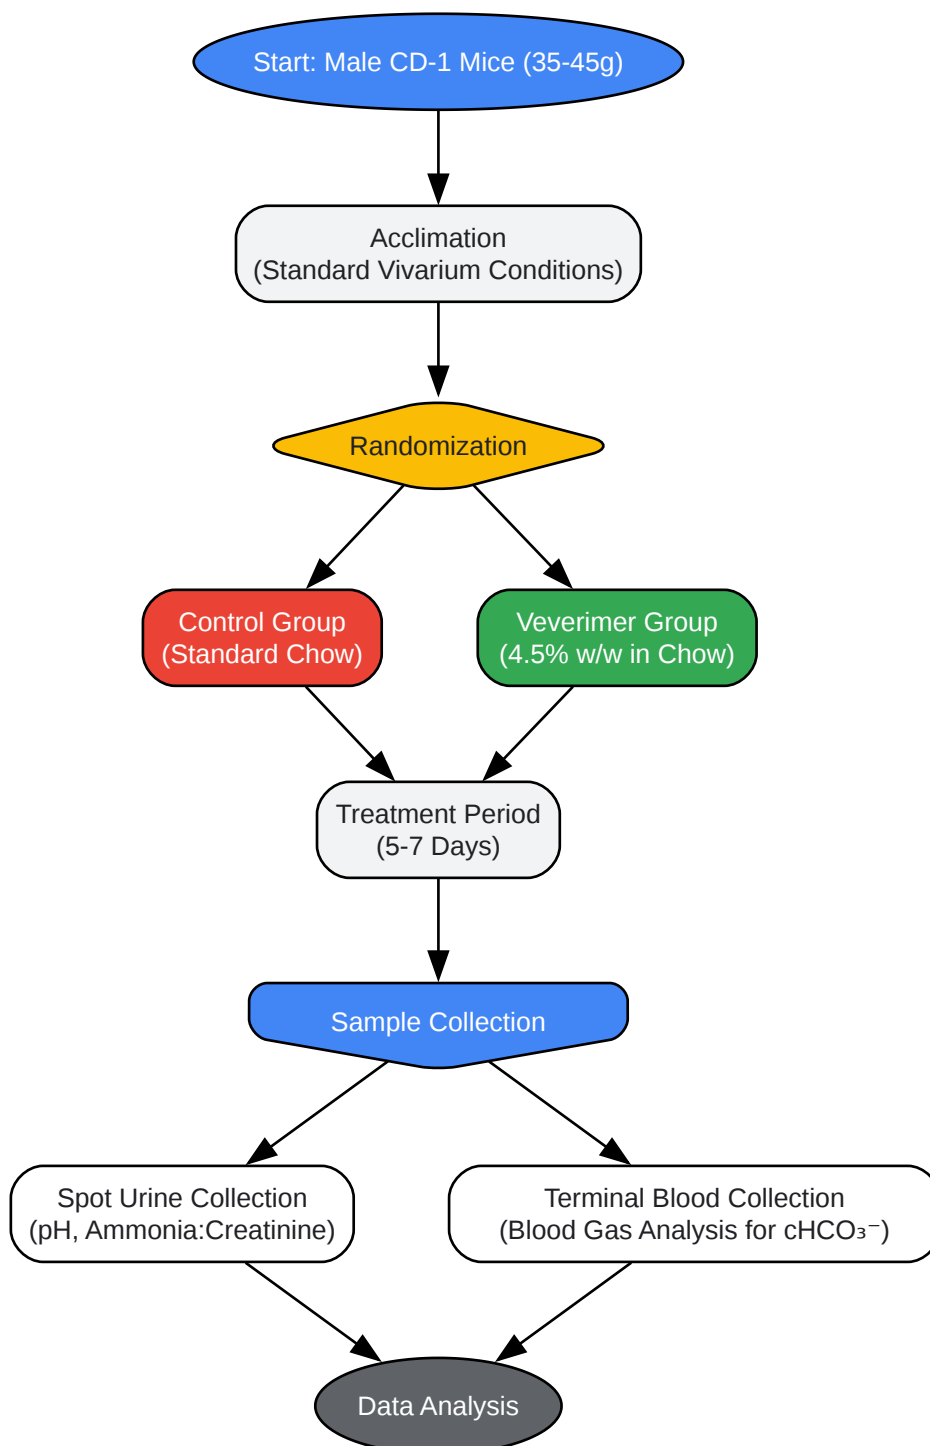 Start: Male CD-1 Mice (35-45g)
Acclimation
(Standard Vivarium Conditions)
Randomization
Control Group
(Standard Chow)
Veverimer Group
(4.5% w/w in Chow)
Treatment Period
(5-7 Days)
Sample Collection
Spot Urine Collection
(pH, Ammonia:Creatinine)
Terminal Blood Collection
(Blood Gas Analysis for cHCO₃⁻)
Data Analysis